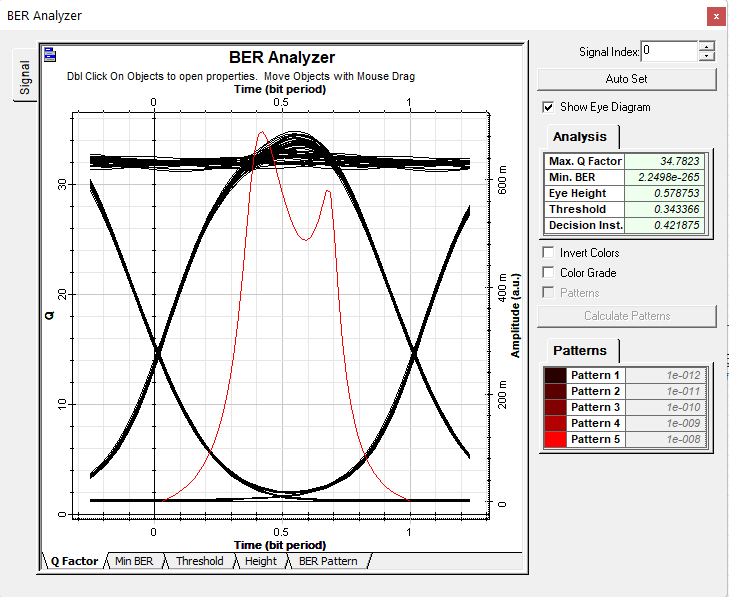 BER Analyzer
x
Signal
BER Analyzer
Dbl Click On Objects to open properties. Move Objects with Mouse Drag
Time (bit period)
0 0.5 1
Q
30
20
10
0
Amplitude (a.u.)
600 m
400 m
200 m
0
0 0.5 1
Time (bit period)
Q Factor Min BER Threshold Height BER Pattern
Signal Index: 0
Auto Set
Show Eye Diagram
Analysis
Max. Q Factor 34.7823
Min. BER 2.2498e-265
Eye Height 0.578753
Threshold 0.343366
Decision Inst. 0.421875
Invert Colors
Color Grade
Patterns
Calculate Patterns
Patterns
Pattern 1 1e-012
Pattern 2 1e-011
Pattern 3 1e-010
Pattern 4 1e-009
Pattern 5 1e-008